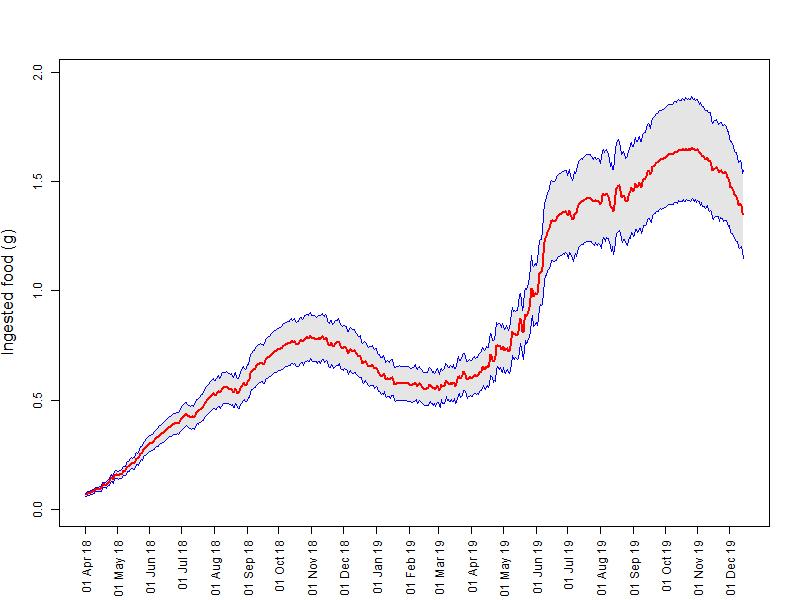 Ingested food (g)
2.0
1.5
1.0
0.5
0.0
01 Apr 18
01 May 18
01 Jun 18
01 Jul 18
01 Aug 18
01 Sep 18
01 Oct 18
01 Nov 18
01 Dec 18
01 Jan 19
01 Feb 19
01 Mar 19
01 Apr 19
01 May 19
01 Jun 19
01 Jul 19
01 Aug 19
01 Sep 19
01 Oct 19
01 Nov 19
01 Dec 19